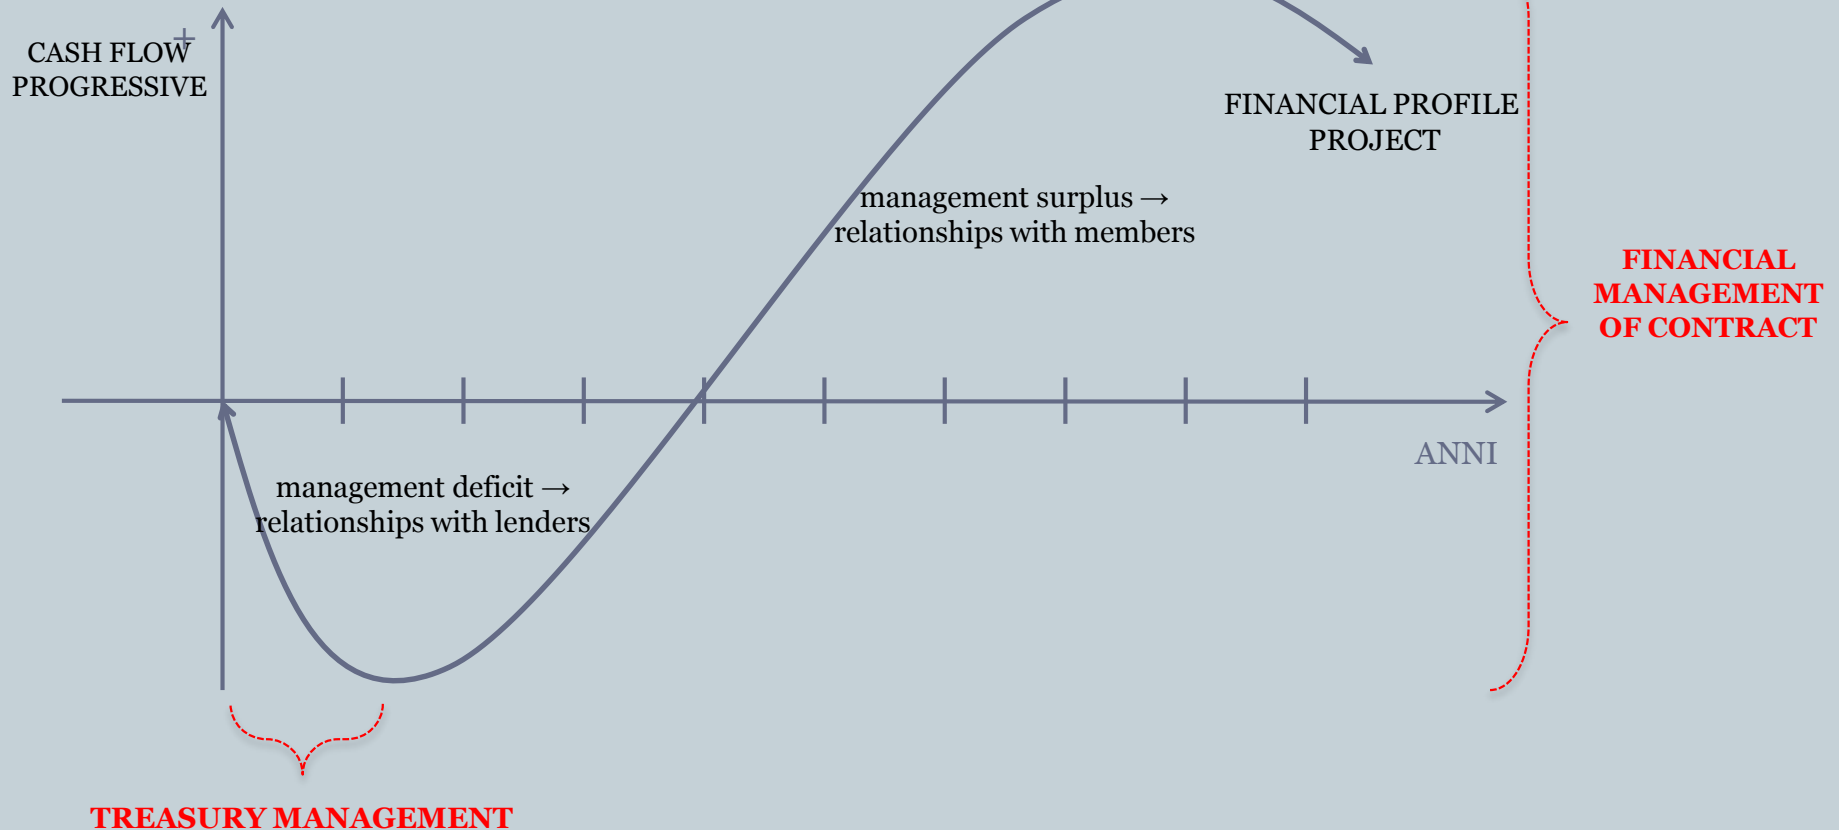 +
CASH FLOW
PROGRESSIVE
FINANCIAL PROFILE
PROJECT
management surplus →
relationships with members
FINANCIAL
MANAGEMENT
OF CONTRACT
ANNI
management deficit →
relationships with lenders
TREASURY MANAGEMENT